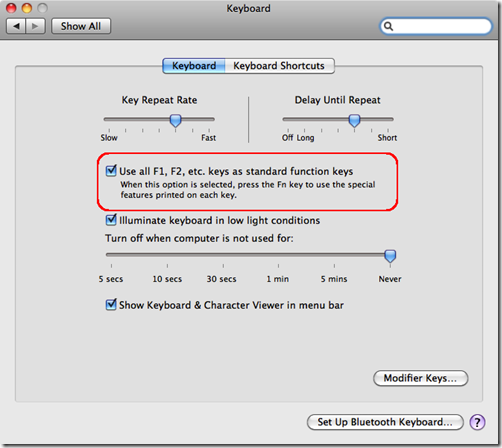 Keyboard
Show All
Keyboard
Keyboard Shortcuts
Key Repeat Rate
Delay Until Repeat
Slow
Fast
Off Long
Short
Use all F1, F2, etc. keys as standard function keys
When this option is selected, press the Fn key to use the special
features printed on each key.
Illuminate keyboard in low light conditions
Turn off when computer is not used for:
5 secs
10 secs
30 secs
1 min
5 mins
Never
Show Keyboard & Character Viewer in menu bar
Modifier Keys...
Set Up Bluetooth Keyboard...
?